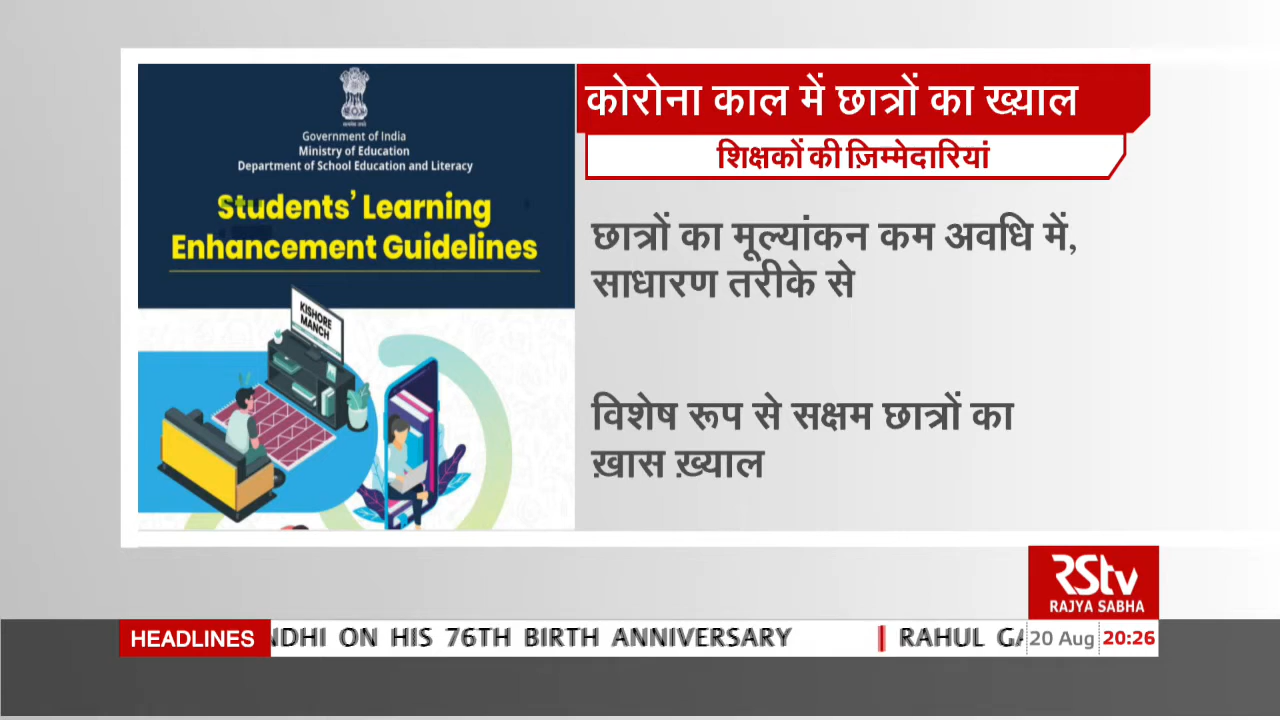 Government of India
Ministry of Education
Department of School Education and Literacy
Students' Learning
Enhancement Guidelines
KISHORE
MANCH
कोरोना काल में छात्रों का ख्य़ाल
शिक्षकों की ज़िम्मेदारियां
छात्रों का मूल्यांकन कम अवधि में,
साधारण तरीके से
विशेष रूप से सक्षम छात्रों का
ख़ास ख़्याल
RStv
RAJYA SABHA
HEADLINES
ON HIS 76TH BIRTH ANNIVERSARY
RAHUL
20 Aug 20:26